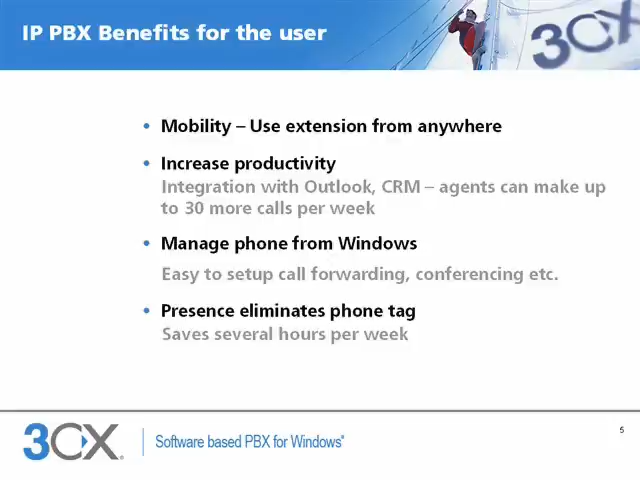 IP PBX Benefits for the user
3CX
• Mobility – Use extension from anywhere
• Increase productivity
Integration with Outlook, CRM – agents can make up
to 30 more calls per week
• Manage phone from Windows
Easy to setup call forwarding, conferencing etc.
• Presence eliminates phone tag
Saves several hours per week
5
3CX®
Software based PBX for Windows®